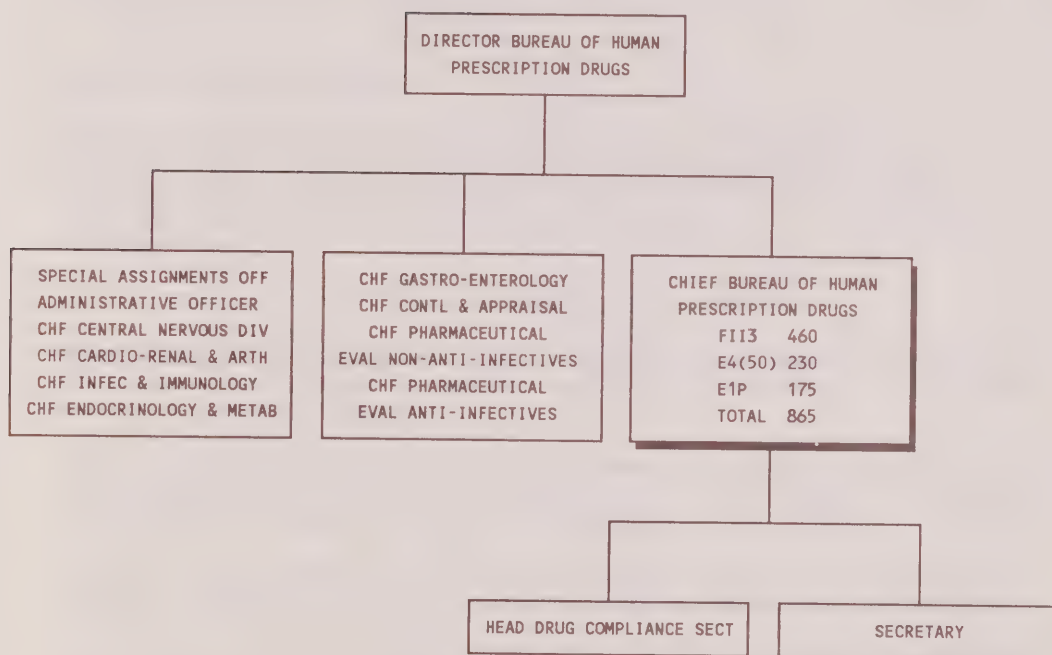 DIRECTOR BUREAU OF HUMAN
PRESCRIPTION DRUGS
SPECIAL ASSIGNMENTS OFF
ADMINISTRATIVE OFFICER
CHF CENTRAL NERVOUS DIV
CHF CARDIO-RENAL & ARTH
CHF INFEC & IMMUNOLOGY
CHF ENDOCRINOLOGY & METAB
CHF GASTRO-ENTEROLOGY
CHF CONTL & APPRAISAL
CHF PHARMACEUTICAL
EVAL NON-ANTI-INFECTIVES
CHF PHARMACEUTICAL
EVAL ANTI-INFECTIVES
CHIEF BUREAU OF HUMAN
PRESCRIPTION DRUGS
FII3 460
E4(50) 230
E1P 175
TOTAL 865
HEAD DRUG COMPLIANCE SECT
SECRETARY